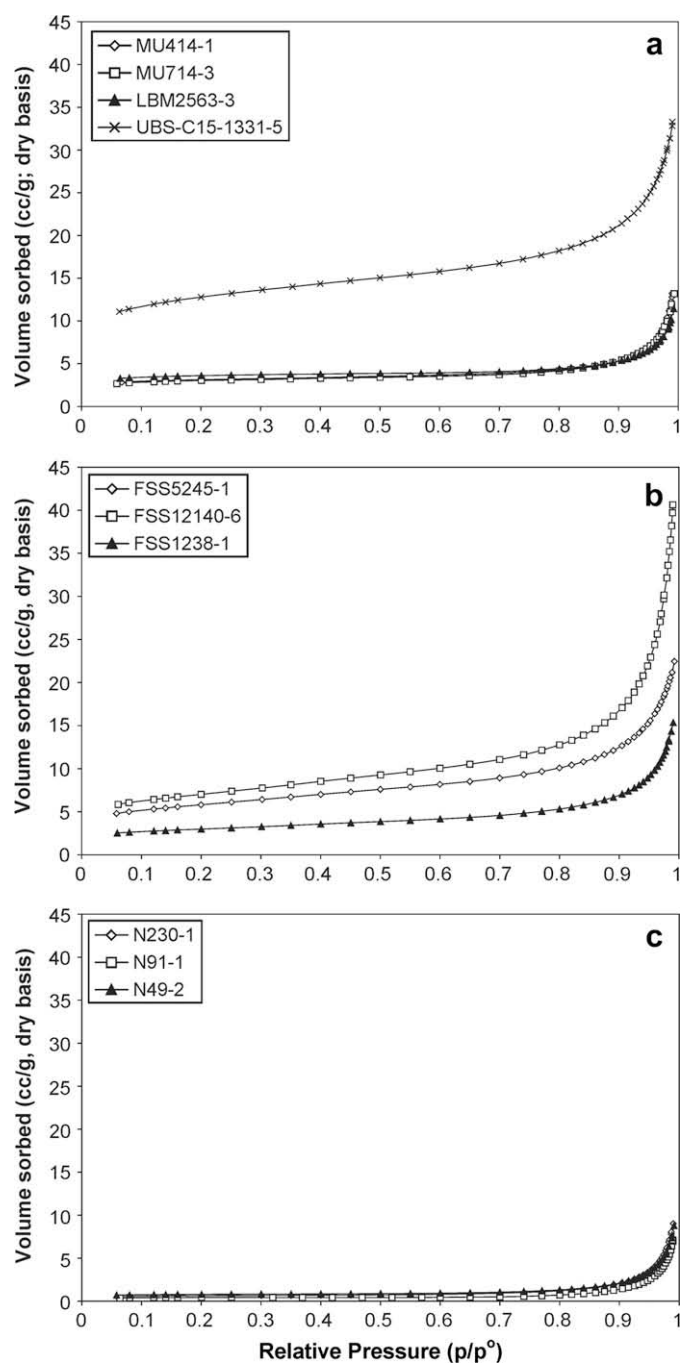 a
MU414-1
MU714-3
LBM2563-3
UBS-C15-1331-5
Volume sorbed (cc/g; dry basis)
45
40
35
30
25
20
15
10
5
0
0 0.1 0.2 0.3 0.4 0.5 0.6 0.7 0.8 0.9 1
b
FSS5245-1
FSS12140-6
FSS1238-1
Volume sorbed (cc/g, dry basis)
45
40
35
30
25
20
15
10
5
0
0 0.1 0.2 0.3 0.4 0.5 0.6 0.7 0.8 0.9 1
c
N230-1
N91-1
N49-2
Volume sorbed (cc/g, dry basis)
45
40
35
30
25
20
15
10
5
0
0 0.1 0.2 0.3 0.4 0.5 0.6 0.7 0.8 0.9 1
Relative Pressure (p/p°)